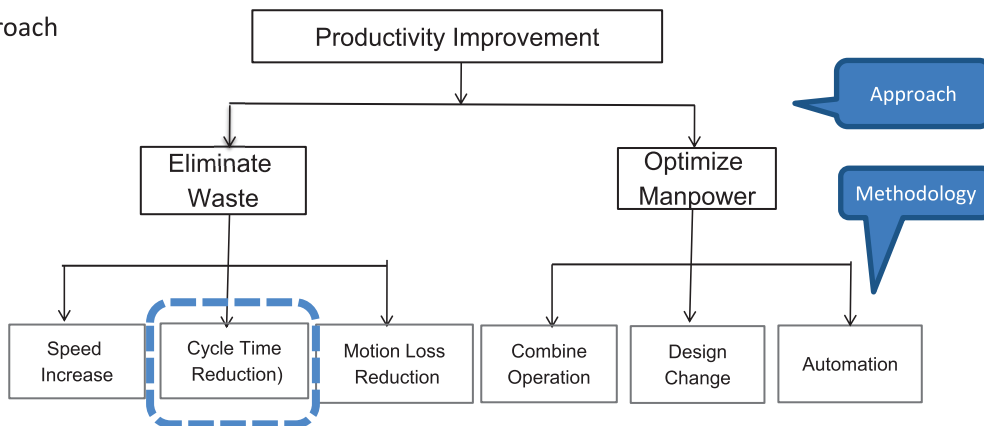 roach
Productivity Improvement
Approach
Eliminate
Waste
Optimize
Manpower
Methodology
Speed
Increase
Cycle Time
Reduction)
Motion Loss
Reduction
Combine
Operation
Design
Change
Automation